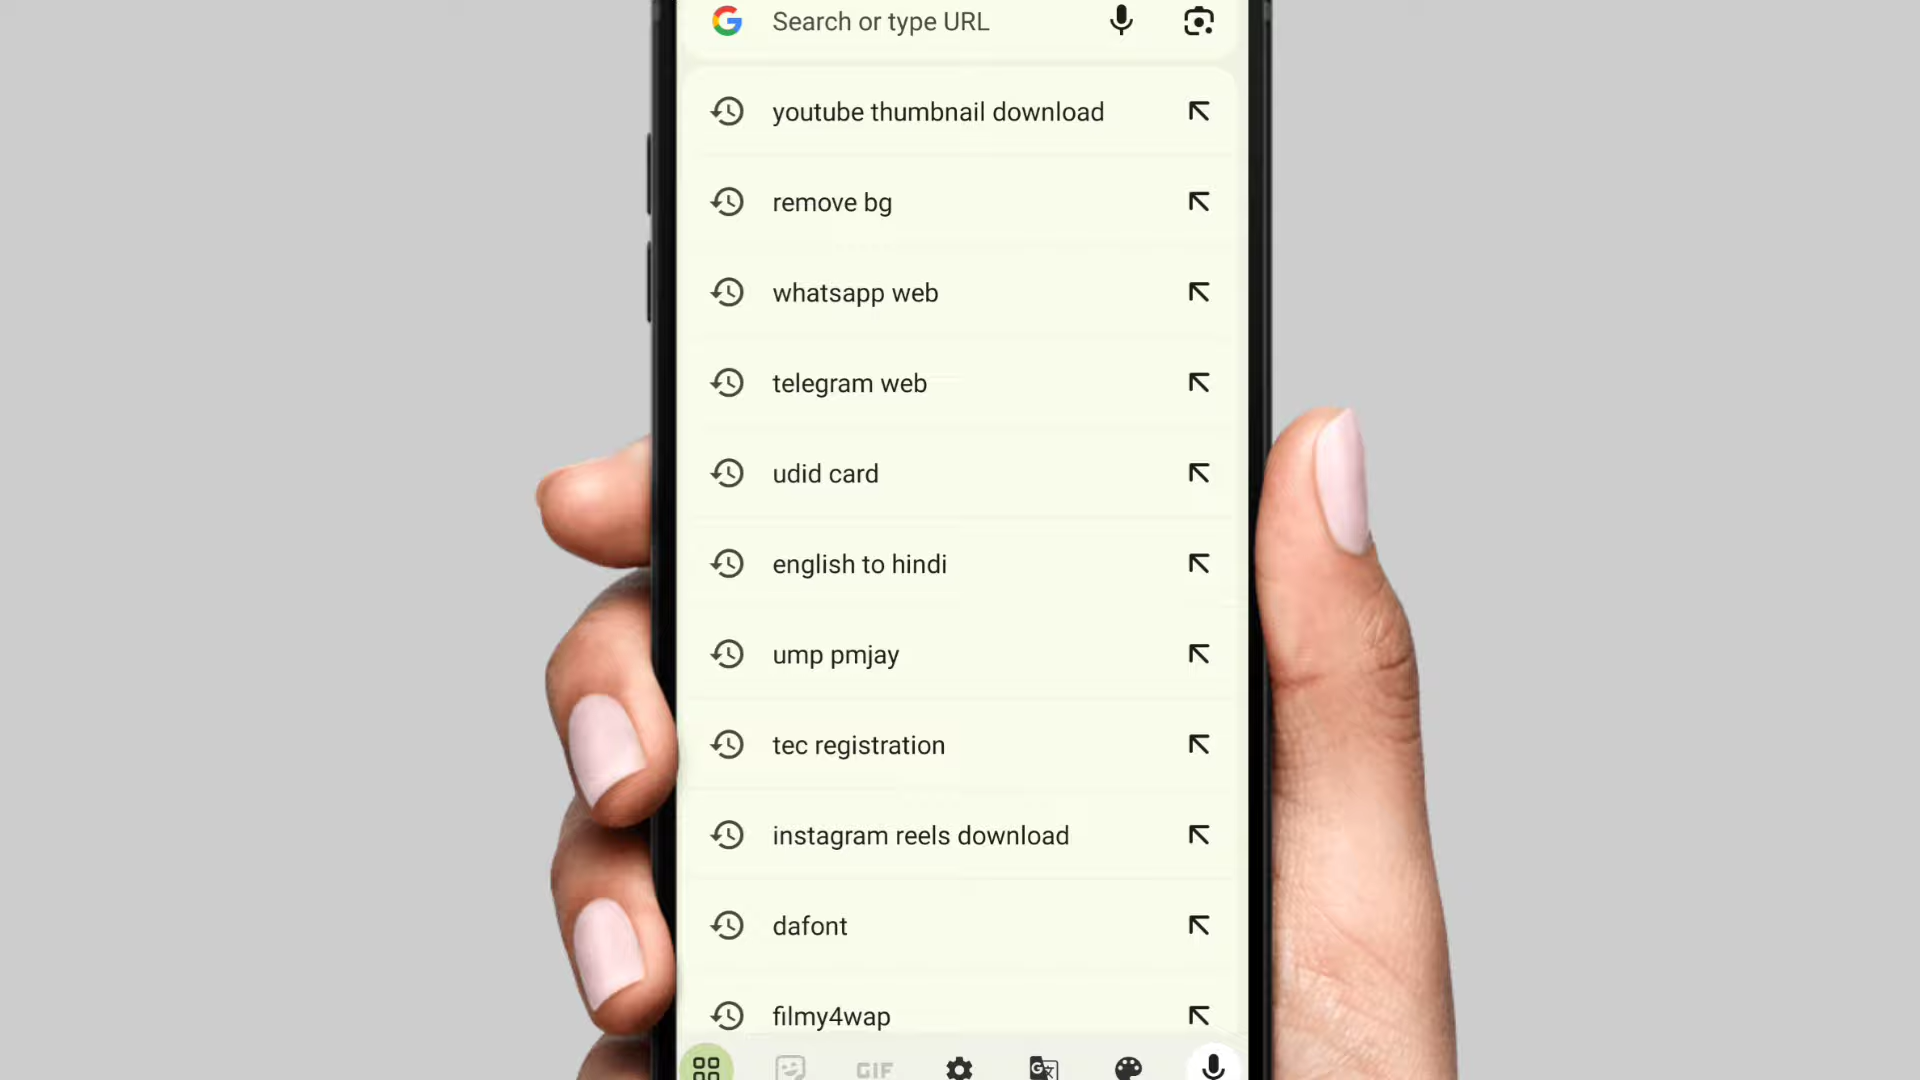 Search or type URL
youtube thumbnail download
remove bg
whatsapp web
telegram web
udid card
english to hindi
ump pmjay
tec registration
instagram reels download
dafont
filmy4wap
GIF